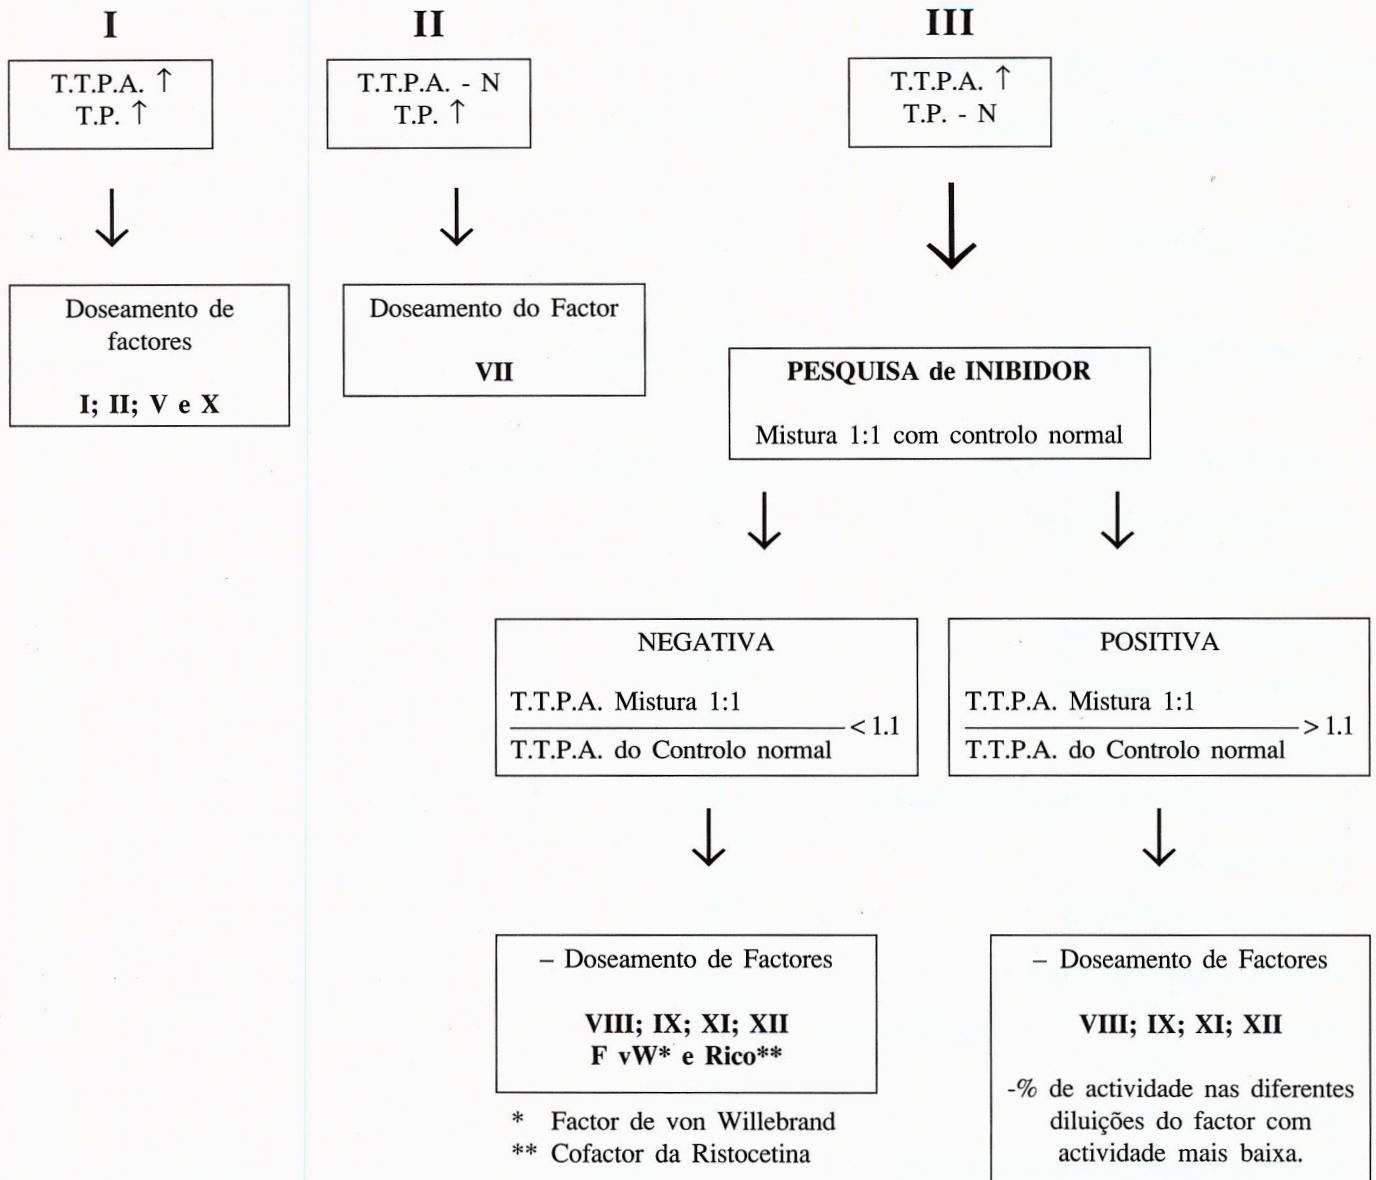 I
T.T.P.A. ↑
T.P. ↑
Doseamento de
factores
I; II; V e X
II
T.T.P.A. - N
T.P. ↑
Doseamento do Factor
VII
III
T.T.P.A. ↑
T.P. - N
PESQUISA de INIBIDOR
Mistura 1:1 com controlo normal
NEGATIVA
T.T.P.A. Mistura 1:1
< 1.1
T.T.P.A. do Controlo normal
– Doseamento de Factores
VIII; IX; XI; XII
F vW* e Rico**
* Factor de von Willebrand
** Cofactor da Ristocetina
POSITIVA
T.T.P.A. Mistura 1:1
> 1.1
T.T.P.A. do Controlo normal
– Doseamento de Factores
VIII; IX; XI; XII
-% de actividade nas diferentes
diluições do factor com
actividade mais baixa.